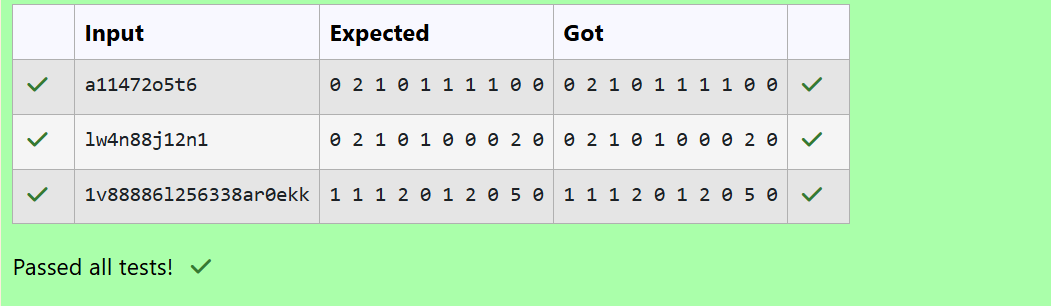 Input Expected Got
a11472o5t6 0 2 1 0 1 1 1 1 0 0 0 2 1 0 1 1 1 1 0 0
lw4n88j12n1 0 2 1 0 1 0 0 0 2 0 0 2 1 0 1 0 0 0 2 0
1v88886l256338ar0ekk 1 1 1 2 0 1 2 0 5 0 1 1 1 2 0 1 2 0 5 0
Passed all tests!